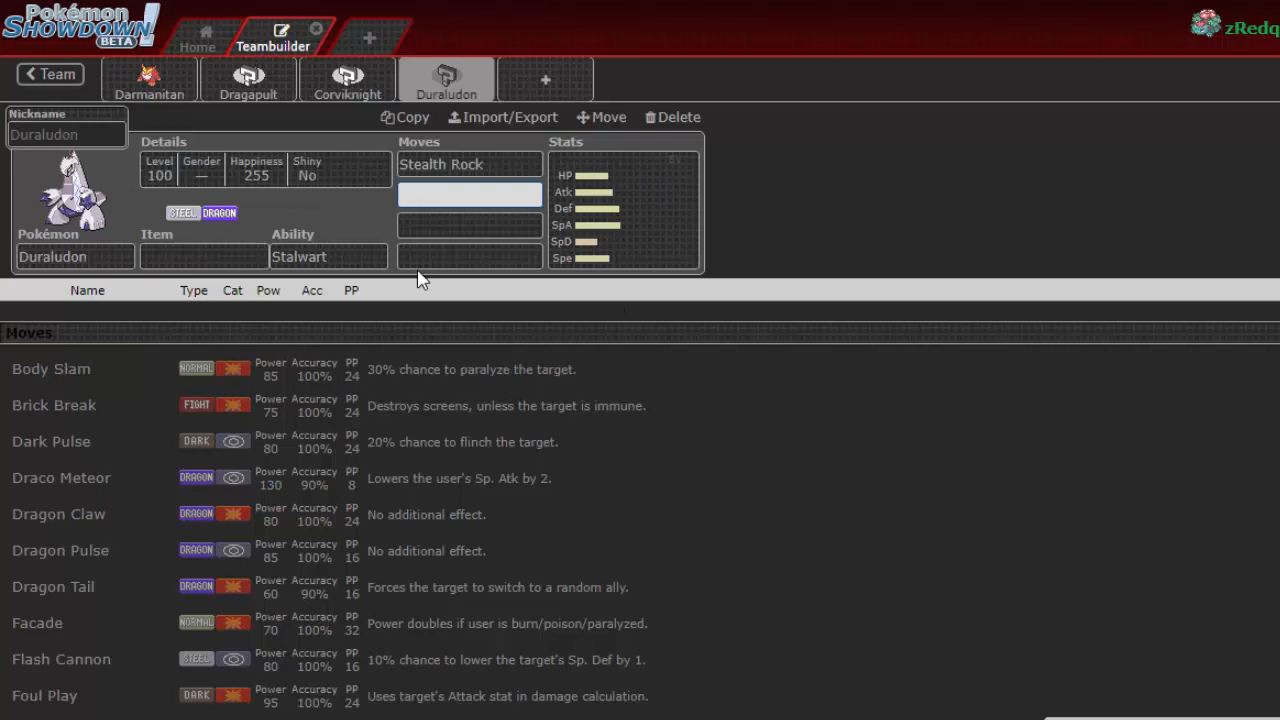 Pokémon
SHOWDOWN!
BETA
Home
Teambuilder
+
zRedq
< Team
Darmanitan
Dragapult
Corviknight
Duraludon
+
Nickname
Duraludon
Copy
Import/Export
Move
Delete
Details
Level
100
Gender
—
Happiness
255
Shiny
No
STEEL DRAGON
Pokémon
Duraludon
Item
Ability
Stalwart
Moves
Stealth Rock
Stats
EV
HP
Atk
Def
SpA
SpD
Spe
Name Type Cat Pow Acc PP
Moves
Body Slam NORMAL Power 85 Accuracy 100% PP 24 30% chance to paralyze the target.
Brick Break FIGHT Power 75 Accuracy 100% PP 24 Destroys screens, unless the target is immune.
Dark Pulse DARK Power 80 Accuracy 100% PP 24 20% chance to flinch the target.
Draco Meteor DRAGON Power 130 Accuracy 90% PP 8 Lowers the user's Sp. Atk by 2.
Dragon Claw DRAGON Power 80 Accuracy 100% PP 24 No additional effect.
Dragon Pulse DRAGON Power 85 Accuracy 100% PP 16 No additional effect.
Dragon Tail DRAGON Power 60 Accuracy 90% PP 16 Forces the target to switch to a random ally.
Facade NORMAL Power 70 Accuracy 100% PP 32 Power doubles if user is burn/poison/paralyzed.
Flash Cannon STEEL Power 80 Accuracy 100% PP 16 10% chance to lower the target's Sp. Def by 1.
Foul Play DARK Power 95 Accuracy 100% PP 24 Uses target's Attack stat in damage calculation.